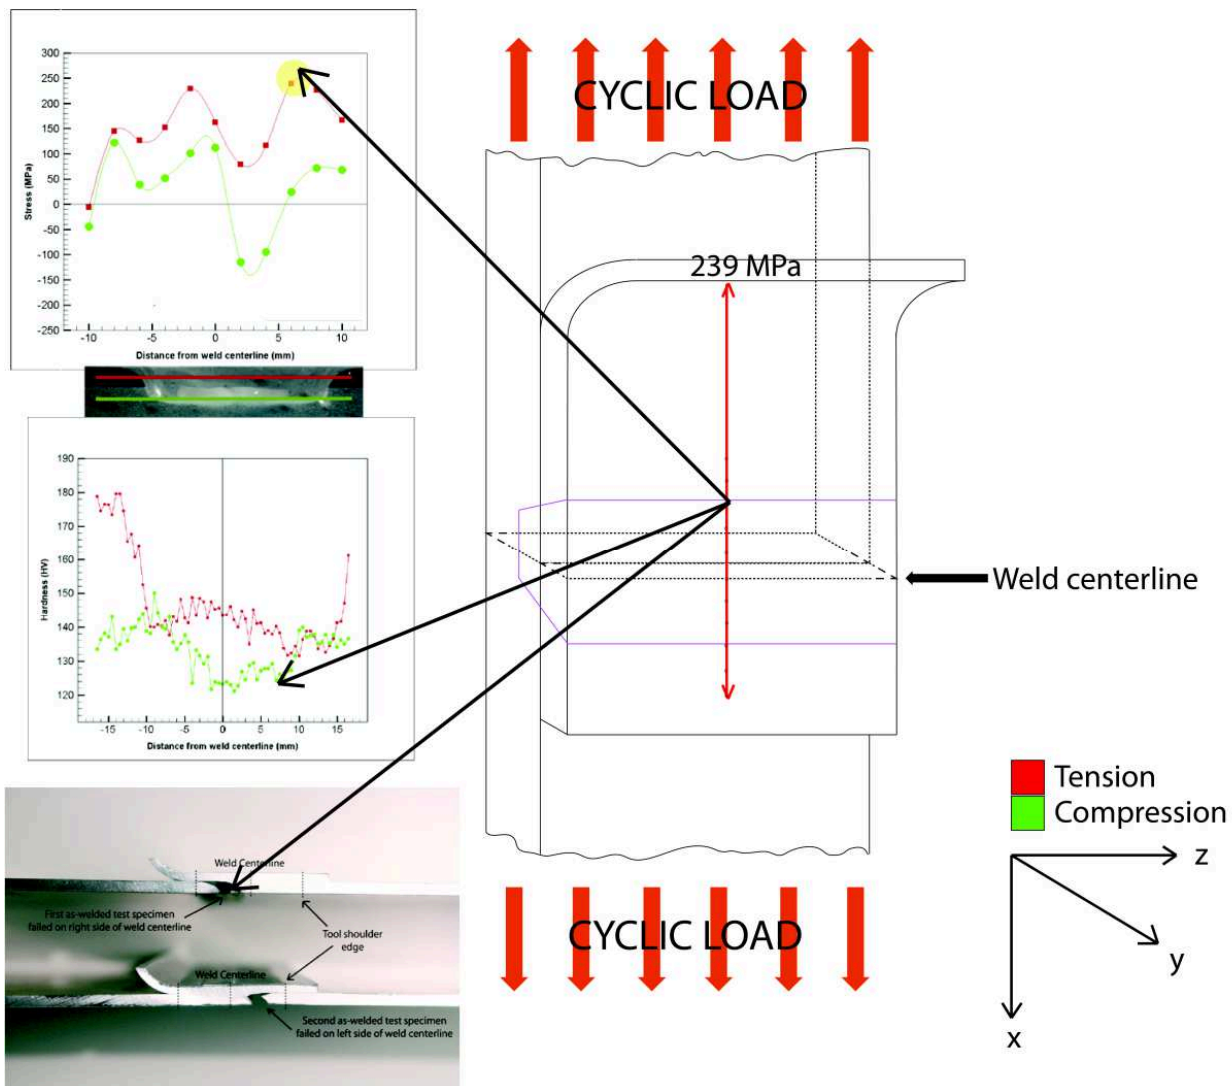 300
250
200
150
100
50
0
-50
-100
-150
-200
-250
Stress (MPa)
-10
-5
0
5
10
Distance from weld centerline (mm)
190
180
170
160
150
140
130
120
Hardness (HV)
-15
-10
-5
0
5
10
15
Distance from weld centerline (mm)
Weld Centerline
First as-welded test specimen
failed on right side of weld centerline
Tool shoulder
edge
Weld Centerline
Second as-welded test specimen
failed on left side of weld centerline
CYCLIC LOAD
239 MPa
Weld centerline
CYCLIC LOAD
Tension
Compression
z
y
x